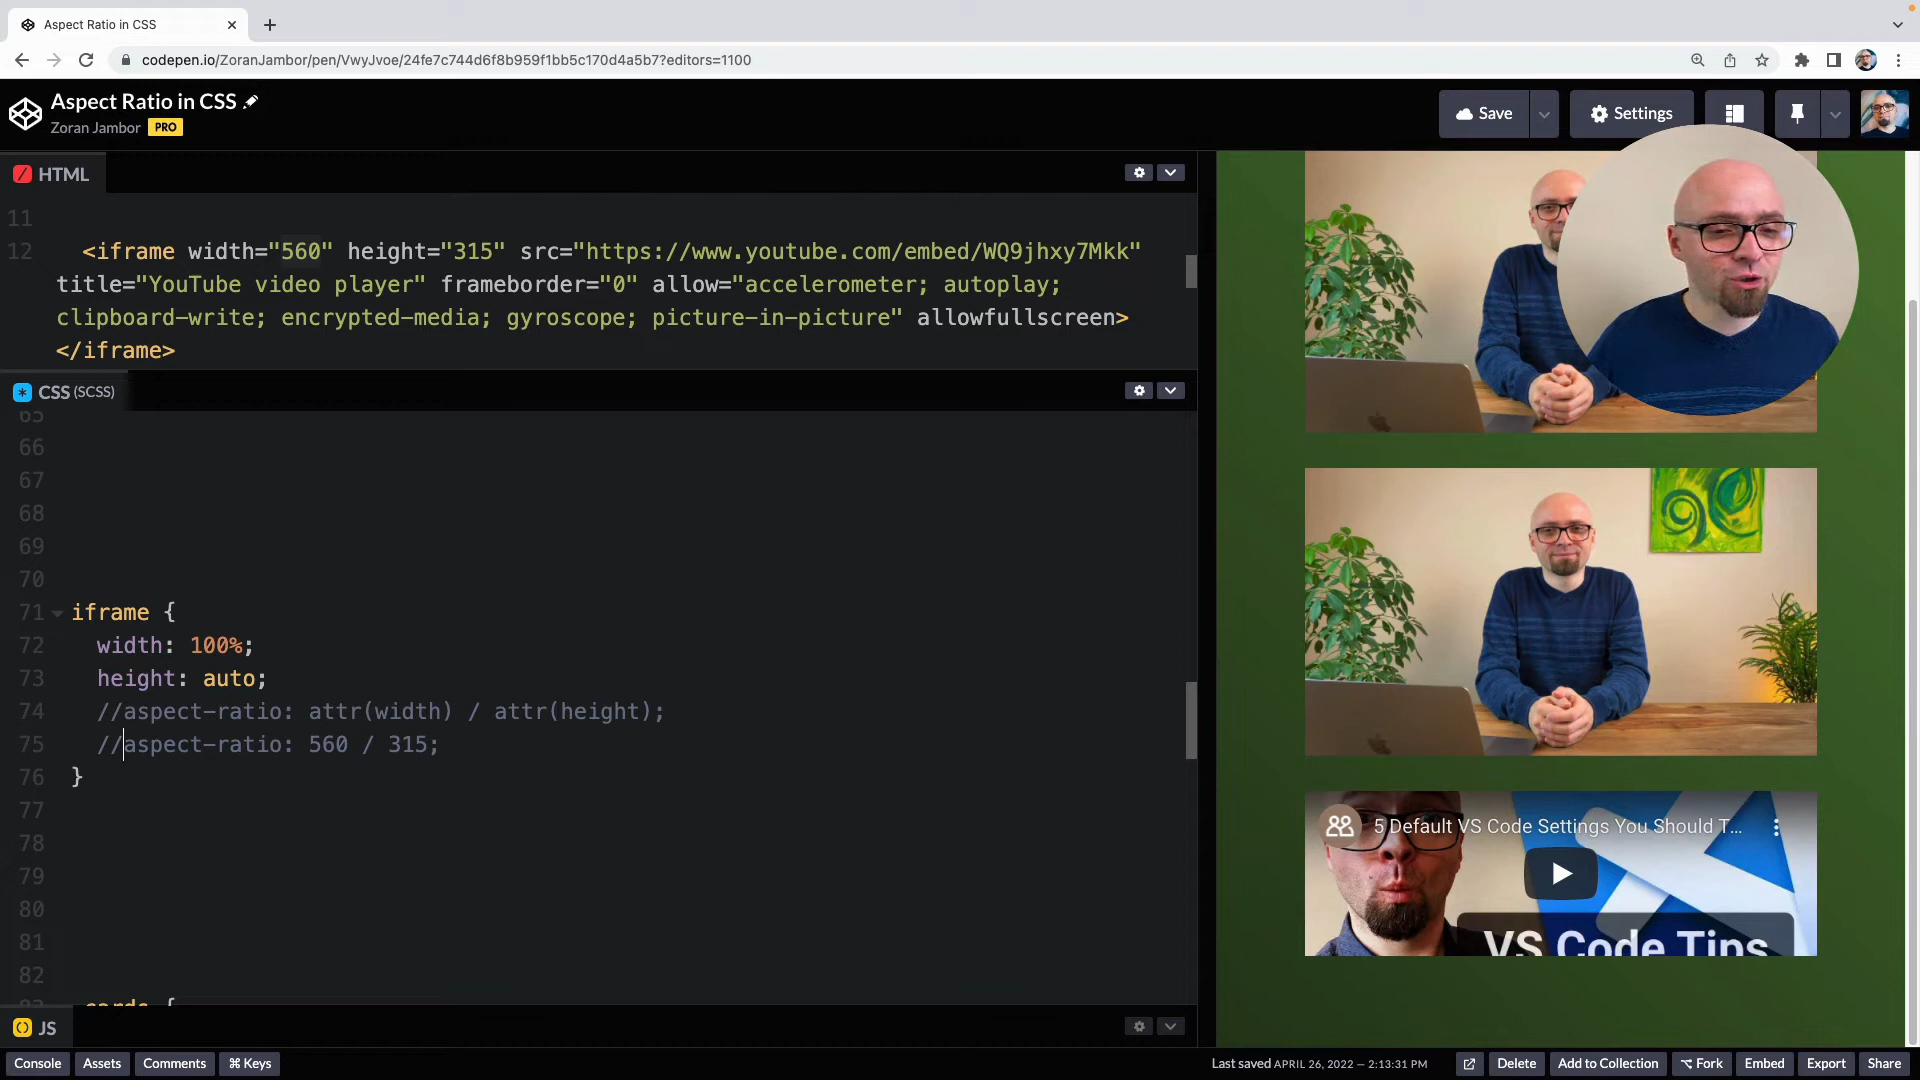 Aspect Ratio in CSS
codepen.io/ZoranJambor/pen/VwyJvoe/24fe7c744d6f8b959f1bb5c170d4a5b7?editors=1100
Aspect Ratio in CSS
Zoran Jambor PRO
Save
Settings
HTML
11
12 <iframe width="560" height="315" src="https://www.youtube.com/embed/WQ9jhxy7Mkk"
title="YouTube video player" frameborder="0" allow="accelerometer; autoplay;
clipboard-write; encrypted-media; gyroscope; picture-in-picture" allowfullscreen>
</iframe>
CSS (SCSS)
65
66
67
68
69
70
71 iframe {
72 width: 100%;
73 height: auto;
74 //aspect-ratio: attr(width) / attr(height);
75 //aspect-ratio: 560 / 315;
76 }
77
78
79
80
81
82
83 cards {
JS
5 Default VS Code Settings You Should T...
VS Code Tips
Console
Assets
Comments
⌘ Keys
Last saved APRIL 26, 2022 — 2:13:31 PM
Delete
Add to Collection
Fork
Embed
Export
Share